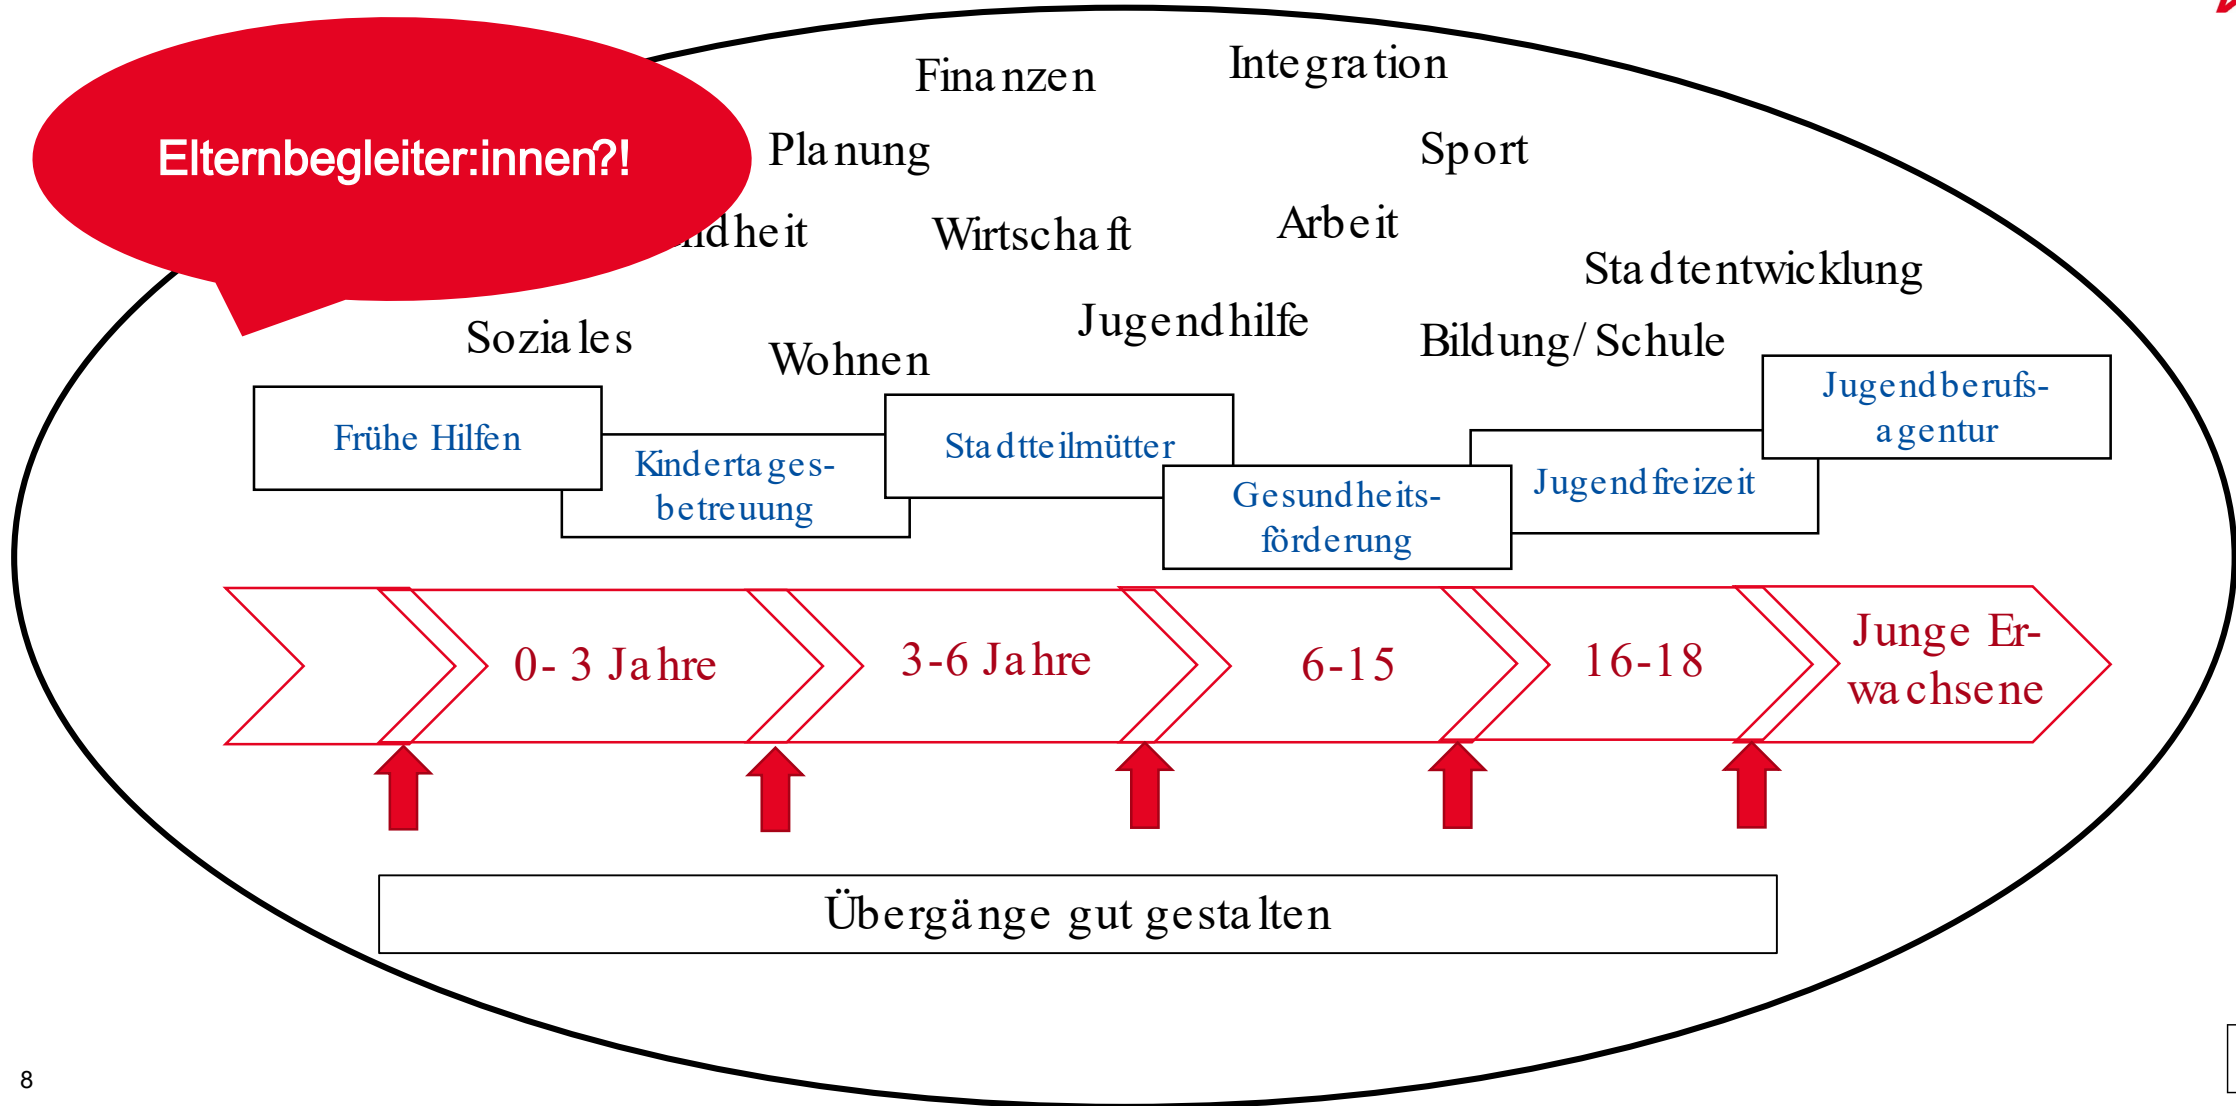 Elternbegleiter:innen?!
Finanzen
Integration
Planung
Sport
ndheit
Wirtschaft
Arbeit
Stadtentwicklung
Soziales
Wohnen
Jugendhilfe
Bildung/Schule
Frühe Hilfen
Kindertages-
betreuung
Stadtteilmütter
Gesundheits-
förderung
Jugendfreizeit
Jugendberufs-
agentur
0- 3 Jahre
3-6 Jahre
6-15
16-18
Junge Er-
wachsene
Übergänge gut gestalten
8